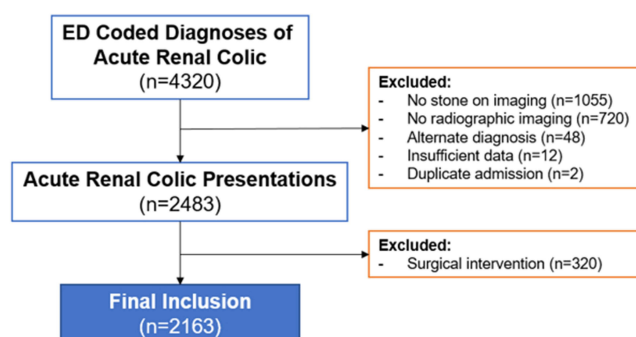 ED Coded Diagnoses of
Acute Renal Colic
(n=4320)
Excluded:
- No stone on imaging (n=1055)
- No radiographic imaging (n=720)
- Alternate diagnosis (n=48)
- Insufficient data (n=12)
- Duplicate admission (n=2)
Acute Renal Colic Presentations
(n=2483)
Excluded:
- Surgical intervention (n=320)
Final Inclusion
(n=2163)